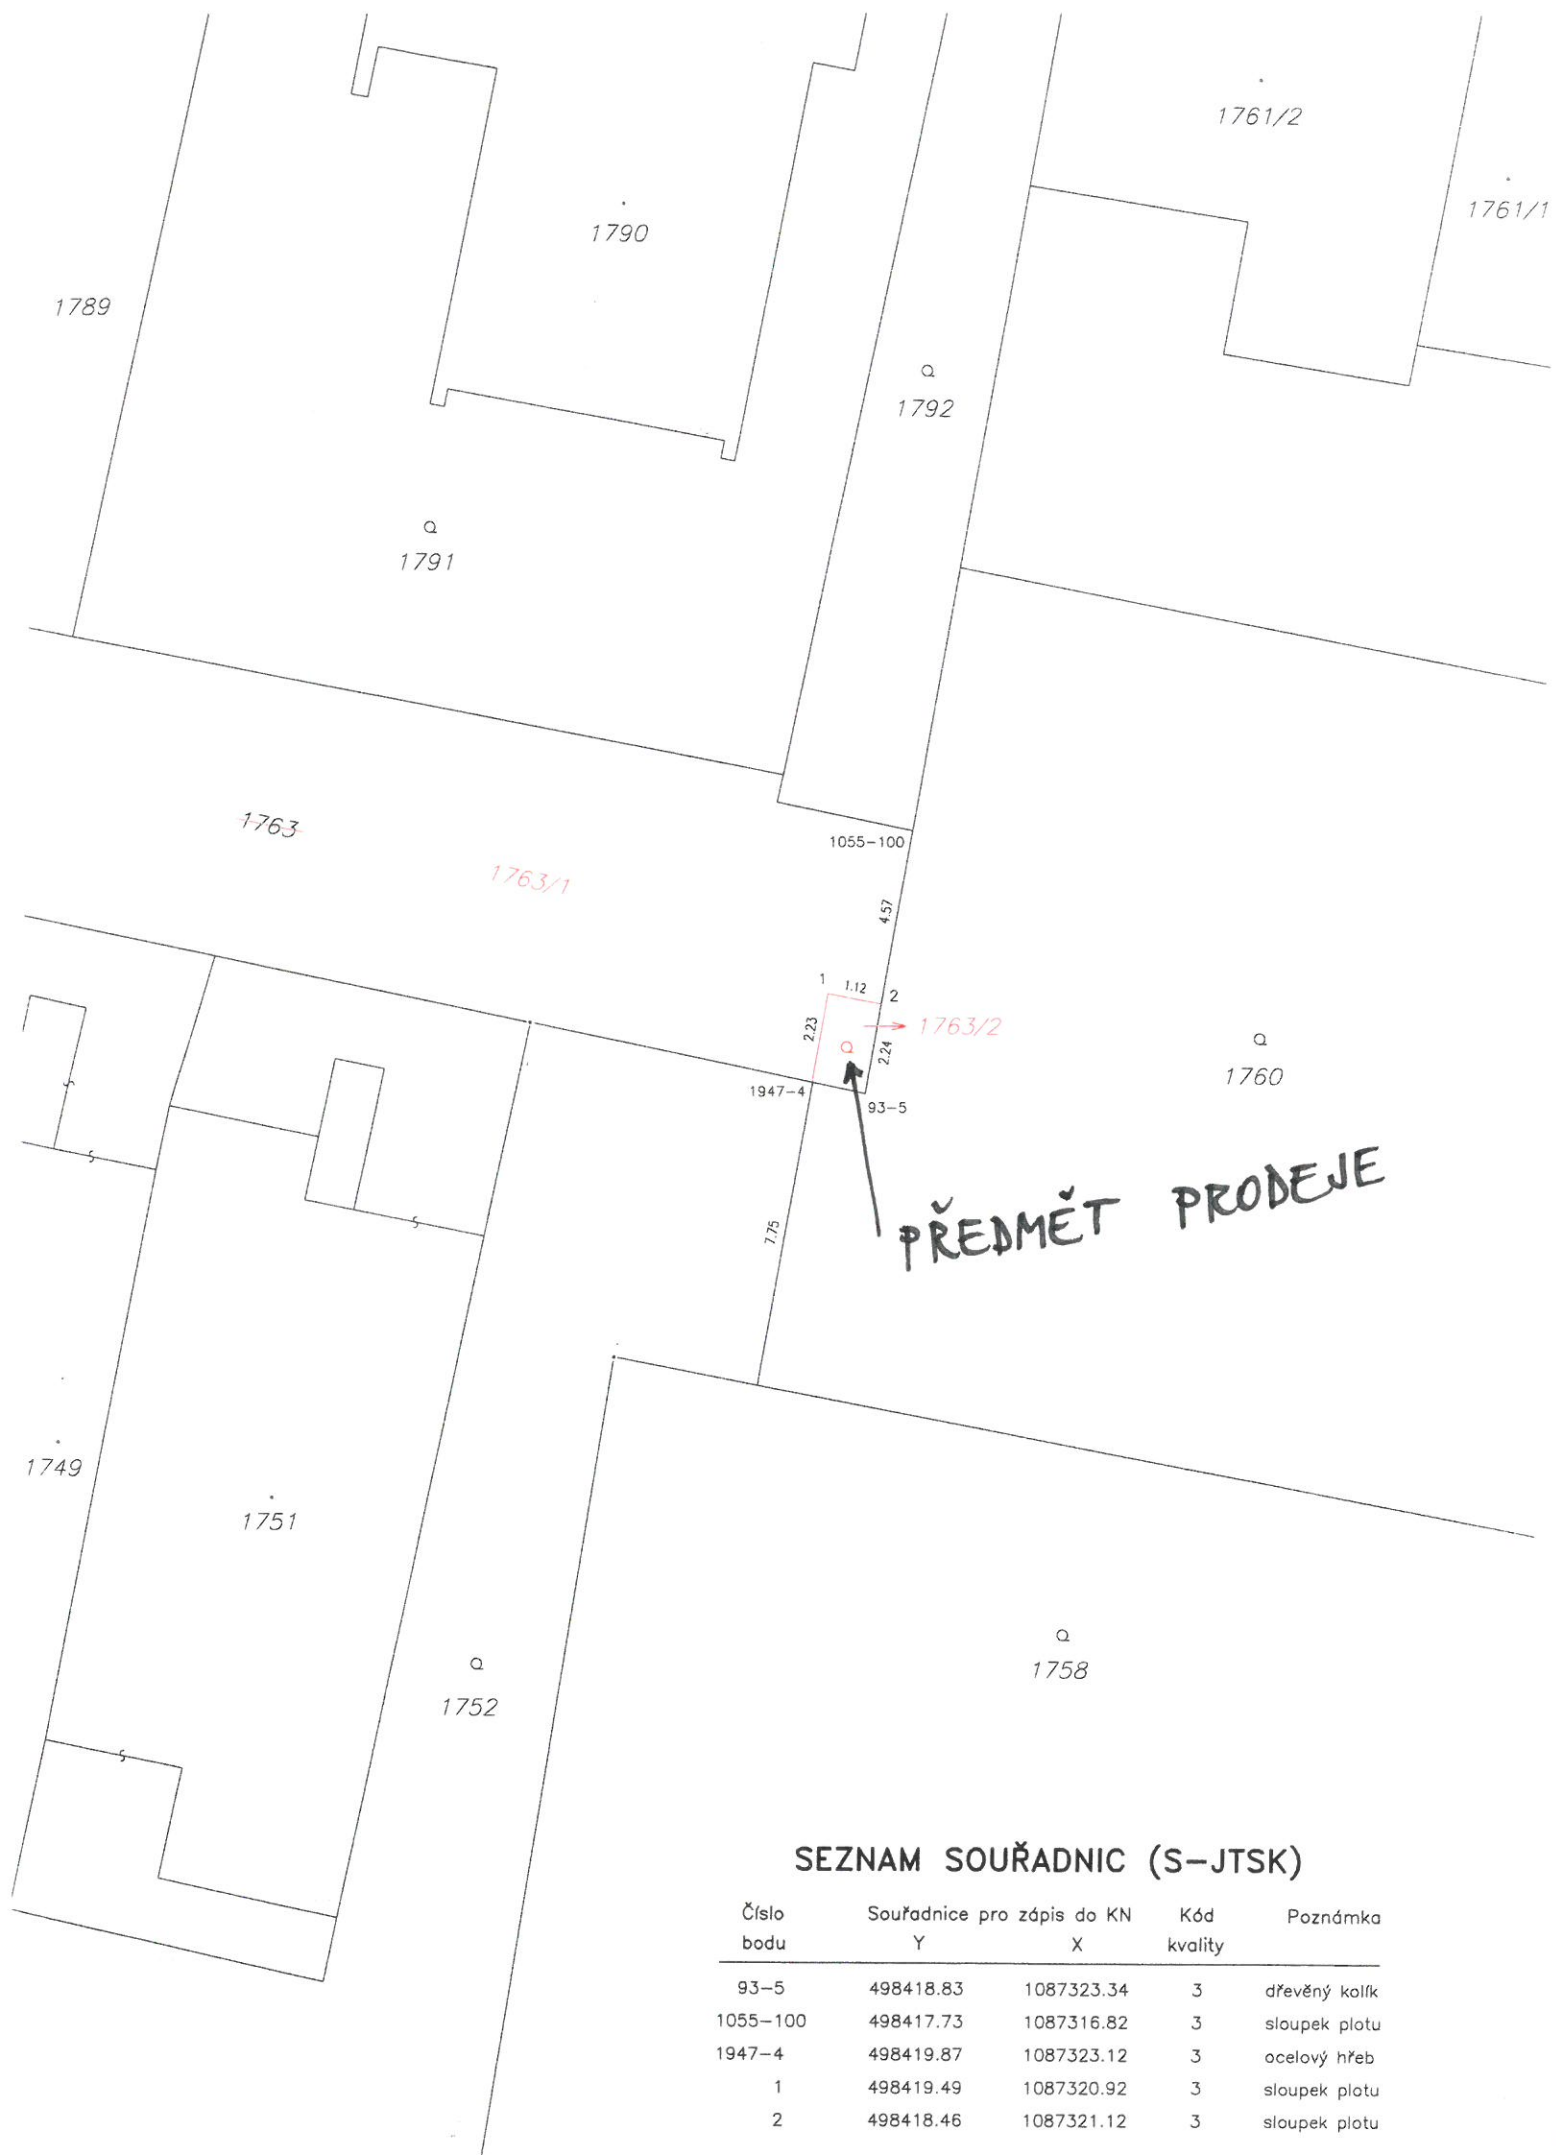 1761/2
1761/1
1790
1789
1792
1791
1763
1055-100
1763/1
4.57
1
1.12
2
1763/2
2.23
2.24
1760
1947-4
93-5
PŘEDMĚT PRODEJE
7.75
1749
1751
1758
1752
SEZNAM SOUŘADNIC (S-JTSK)
Číslo bodu Souřadnice pro zápis do KN Kód kvality Poznámka
Y X
93-5 498418.83 1087323.34 3 dřevěný kolík
1055-100 498417.73 1087316.82 3 sloupek plotu
1947-4 498419.87 1087323.12 3 ocelový hřeb
1 498419.49 1087320.92 3 sloupek plotu
2 498418.46 1087321.12 3 sloupek plotu